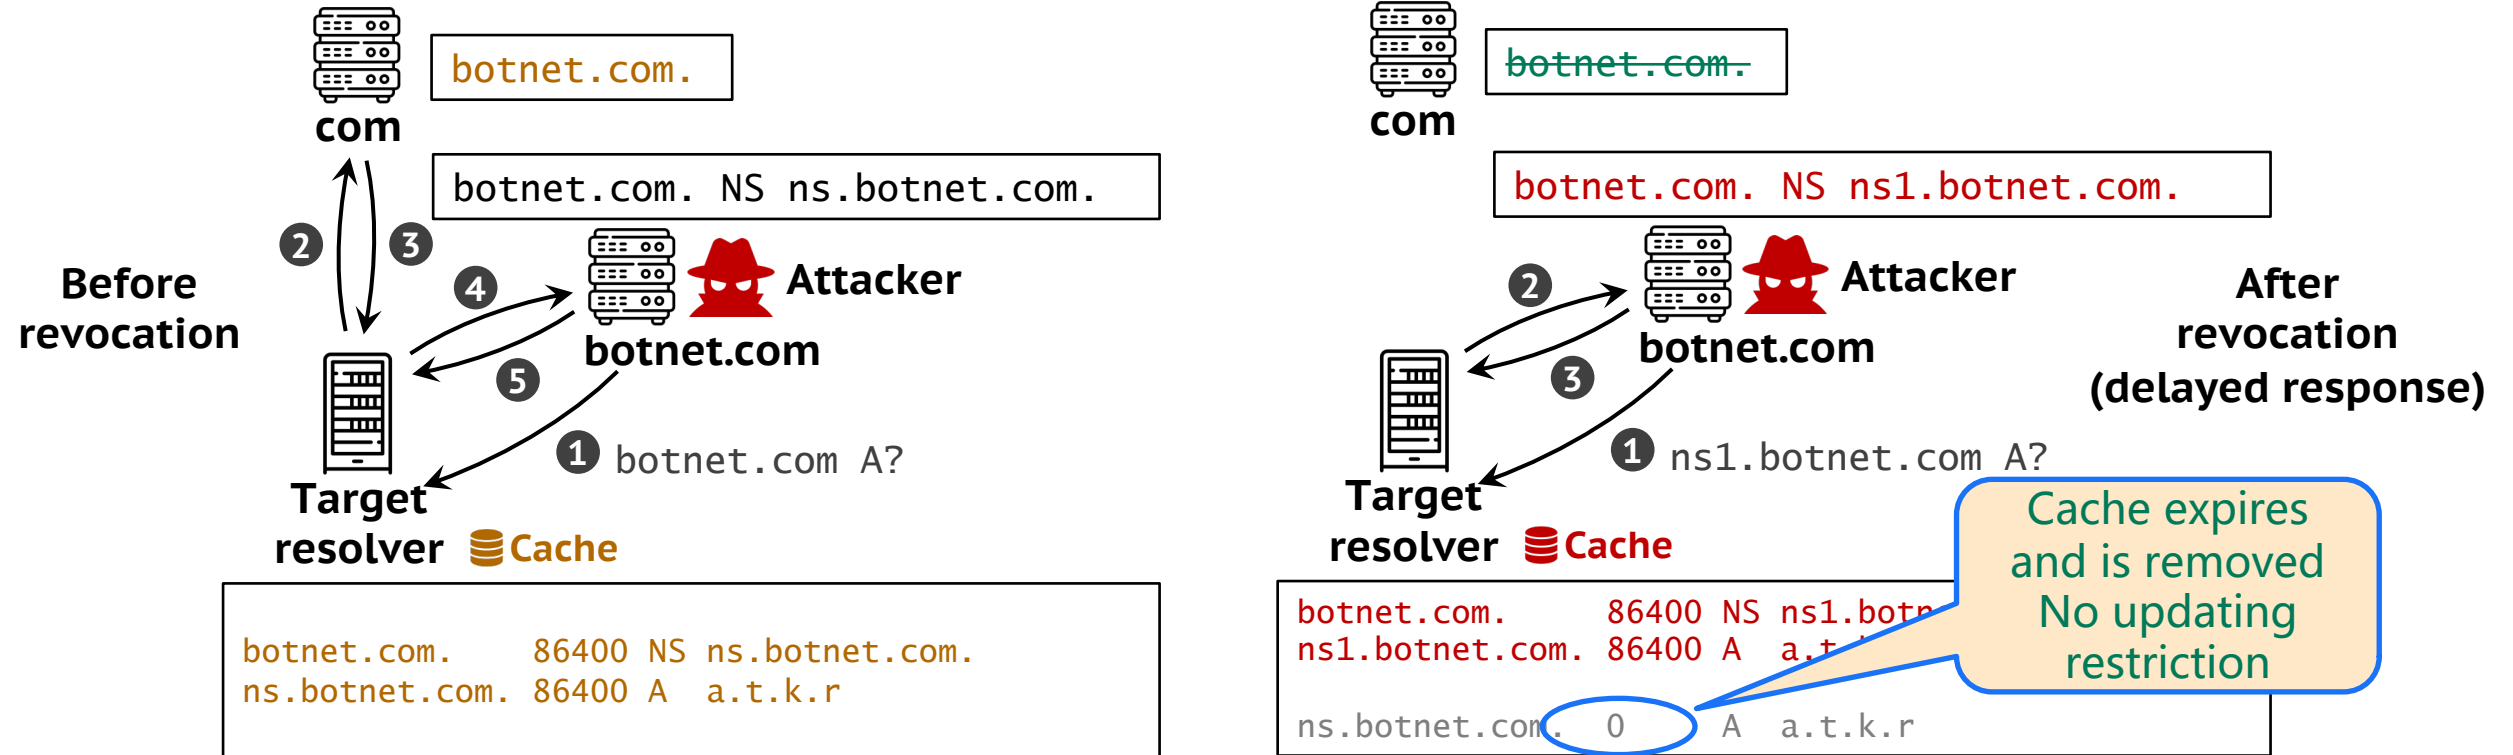 botnet.com.
com
botnet.com. NS ns.botnet.com.
2
3
4
Attacker
Before
revocation
botnet.com
5
1 botnet.com A?
Target
resolver
Cache
botnet.com. 86400 NS ns.botnet.com.
ns.botnet.com. 86400 A a.t.k.r
botnet.com.
com
botnet.com. NS ns1.botnet.com.
2
Attacker
After
revocation
(delayed response)
botnet.com
3
1 ns1.botnet.com A?
Target
resolver
Cache
Cache expires
and is removed
No updating
restriction
botnet.com. 86400 NS ns1.botn
ns1.botnet.com. 86400 A a.t.k
ns.botnet.com. 0 A a.t.k.r